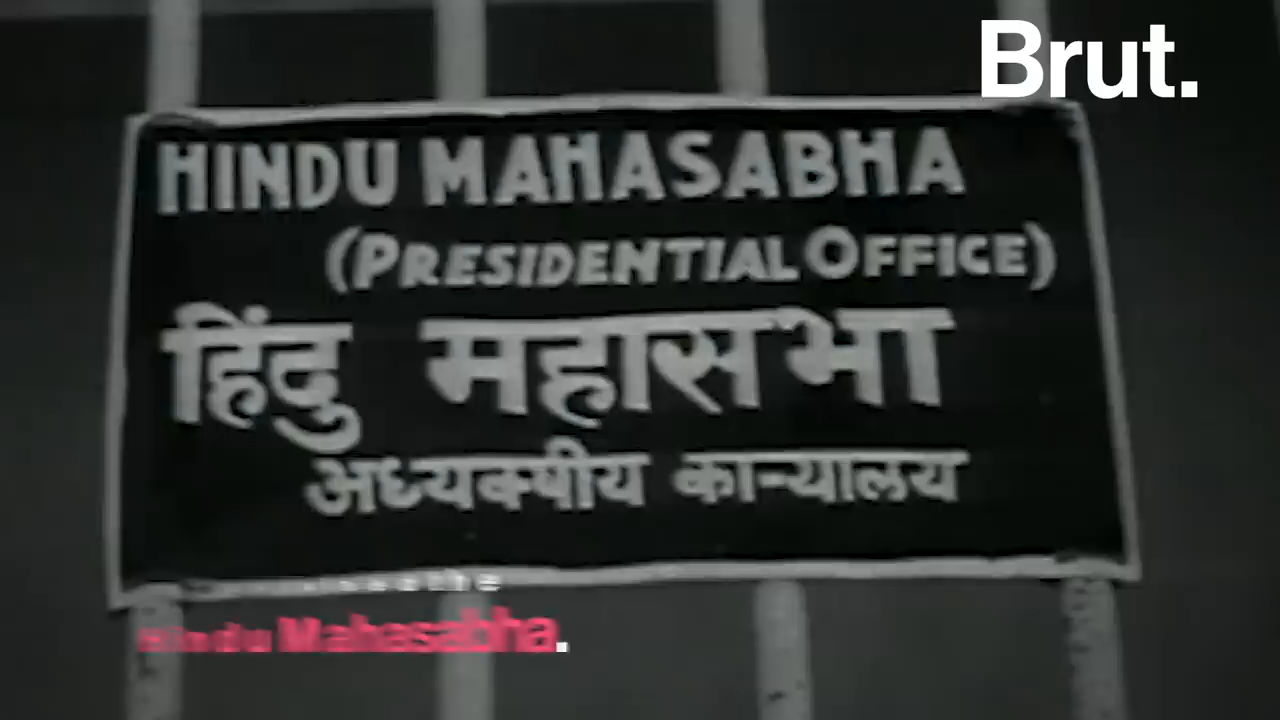 Brut.
HINDU MAHASABHA
(PRESIDENTIAL OFFICE)
हिंदु महासभा
अध्यक्षीय कार्यालय
Hindu Mahasabha.